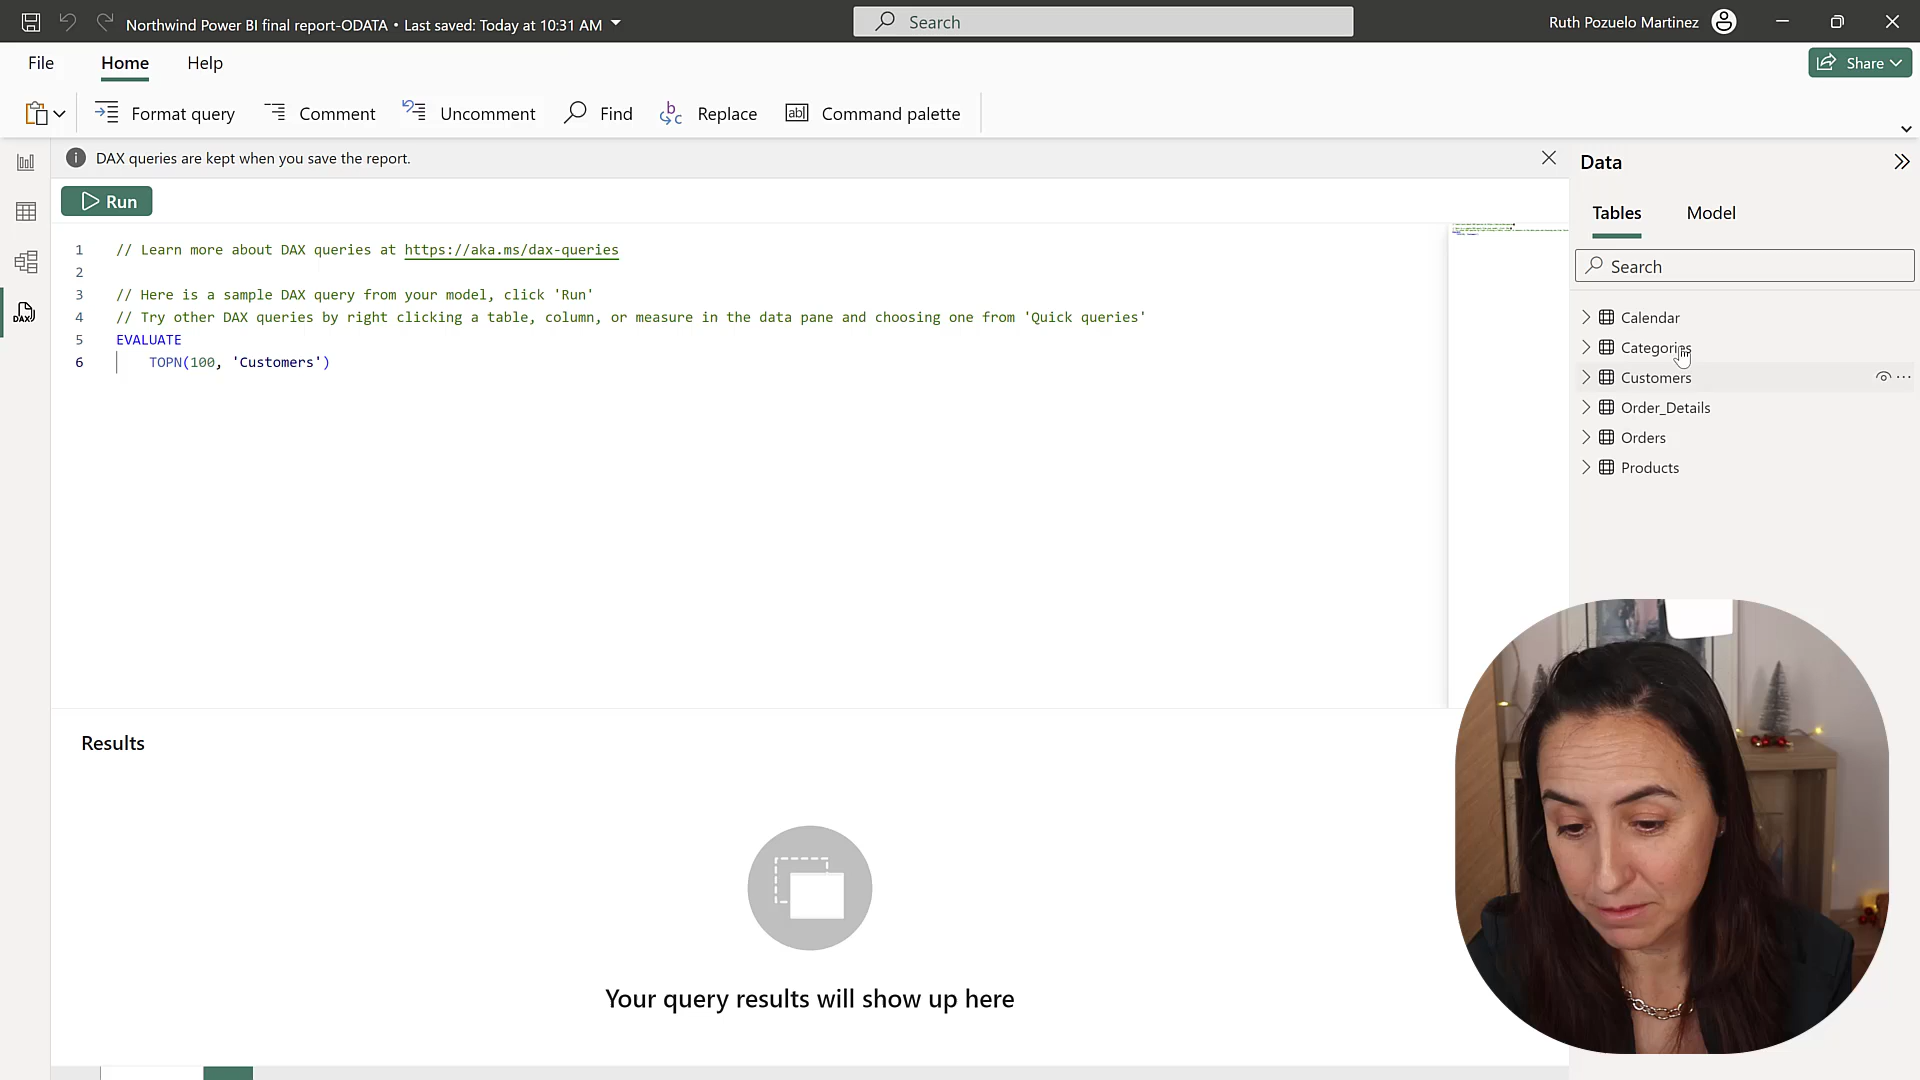 Northwind Power BI final report-ODATA • Last saved: Today at 10:31 AM
Search
Ruth Pozuelo Martinez
File
Home
Help
Share
Format query
Comment
Uncomment
Find
Replace
Command palette
DAX queries are kept when you save the report.
Run
1 // Learn more about DAX queries at https://aka.ms/dax-queries
2
3 // Here is a sample DAX query from your model, click 'Run'
4 // Try other DAX queries by right clicking a table, column, or measure in the data pane and choosing one from 'Quick queries'
5 EVALUATE
6 TOPN(100, 'Customers')
DAX
Data
Tables
Model
Search
Calendar
Categories
Customers
Order_Details
Orders
Products
Results
Your query results will show up here